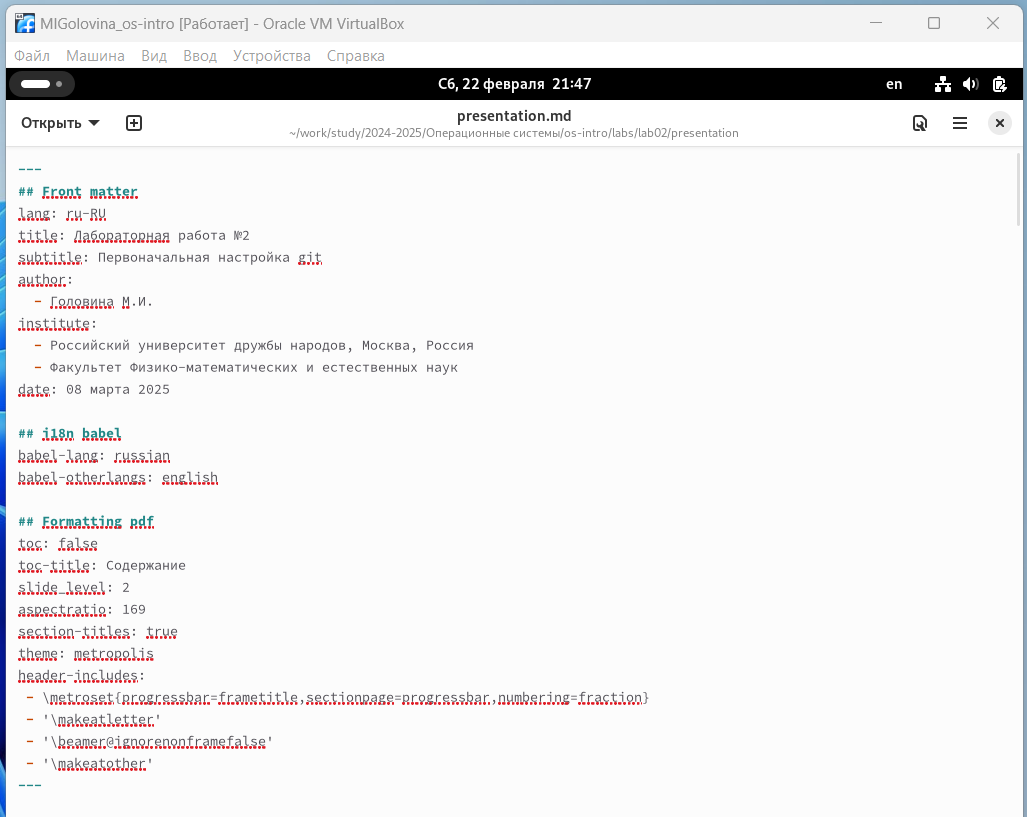 MIGolovina_os-intro [Работает] - Oracle VM VirtualBox
Файл Машина Вид Ввод Устройства Справка
Сб, 22 февраля 21:47
en
Открыть
presentation.md
~/work/study/2024-2025/Операционные системы/os-intro/labs/lab02/presentation
---
## Front matter
lang: ru-RU
title: Лабораторная работа №2
subtitle: Первоначальная настройка git
author:
  - Головина М.И.
institute:
  - Российский университет дружбы народов, Москва, Россия
  - Факультет Физико-математических и естественных наук
date: 08 марта 2025
## i18n babel
babel-lang: russian
babel-otherlangs: english
## Formatting pdf
toc: false
toc-title: Содержание
slide_level: 2
aspectratio: 169
section-titles: true
theme: metropolis
header-includes:
 - \metroset{progressbar=frametitle,sectionpage=progressbar,numbering=fraction}
 - '\makeatletter'
 - '\beamer@ignorenonframefalse'
 - '\makeatother'
---